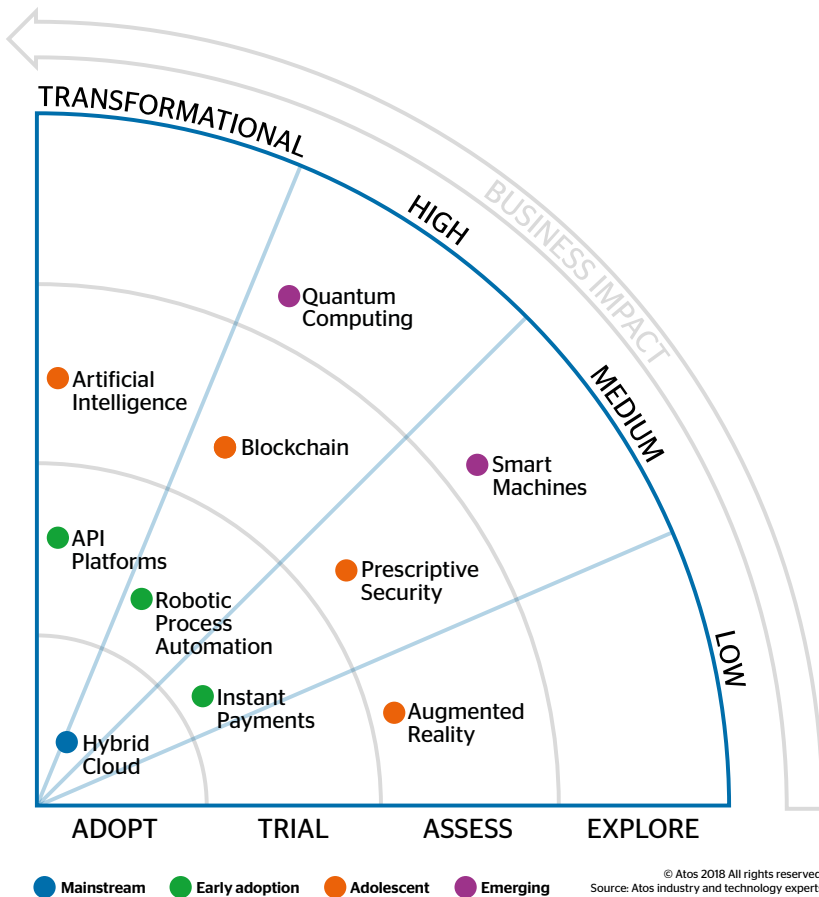 TRANSFORMATIONAL
HIGH
BUSINESS IMPACT
MEDIUM
LOW
Quantum
Computing
Artificial
Intelligence
Blockchain
Smart
Machines
API
Platforms
Prescriptive
Security
Robotic
Process
Automation
Instant
Payments
Augmented
Reality
Hybrid
Cloud
ADOPT TRIAL ASSESS EXPLORE
Mainstream Early adoption Adolescent Emerging
© Atos 2018 All rights reserved
Source: Atos industry and technology experts